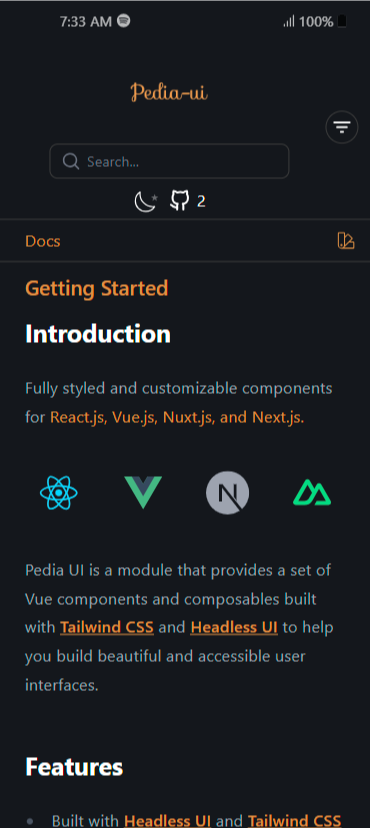 7:33 AM 100%
Pedia-ui
Search...
2
Docs
Getting Started
Introduction
Fully styled and customizable components
for React.js, Vue.js, Nuxt.js, and Next.js.
N
Pedia UI is a module that provides a set of
Vue components and composables built
with Tailwind CSS and Headless UI to help
you build beautiful and accessible user
interfaces.
Features
• Built with Headless UI and Tailwind CSS